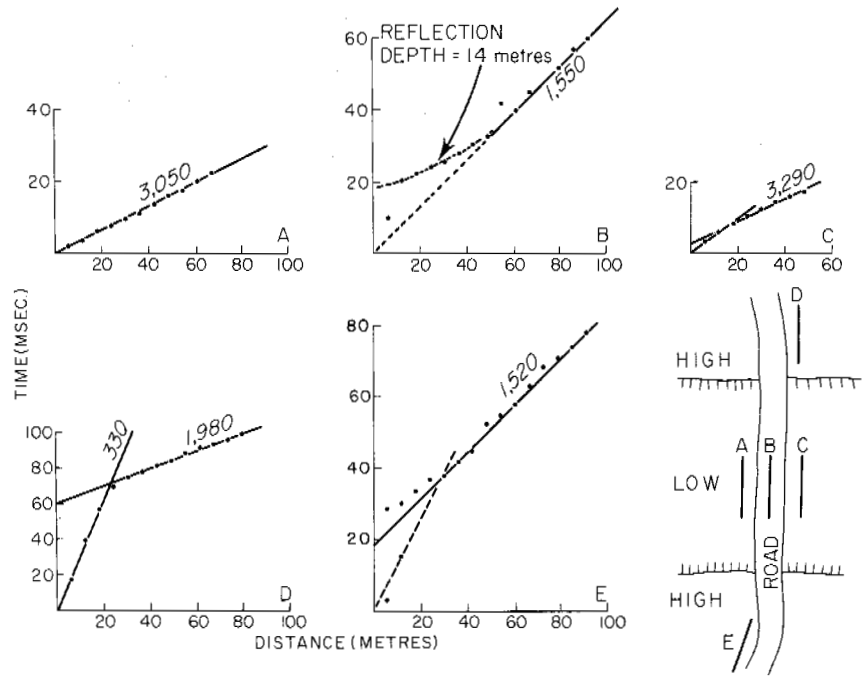 REFLECTION
DEPTH = 14 metres
60
40
20
1,550
B
20 40 60 80 100
40
20
3,050
A
20 40 60 80 100
20
3,290
C
20 40 60
TIME (MSEC.)
100
80
60
40
20
330
1,980
D
20 40 60 80 100
80
60
40
20
1,520
E
20 40 60 80 100
DISTANCE (METRES)
D
HIGH
A B C
LOW
ROAD
HIGH
E